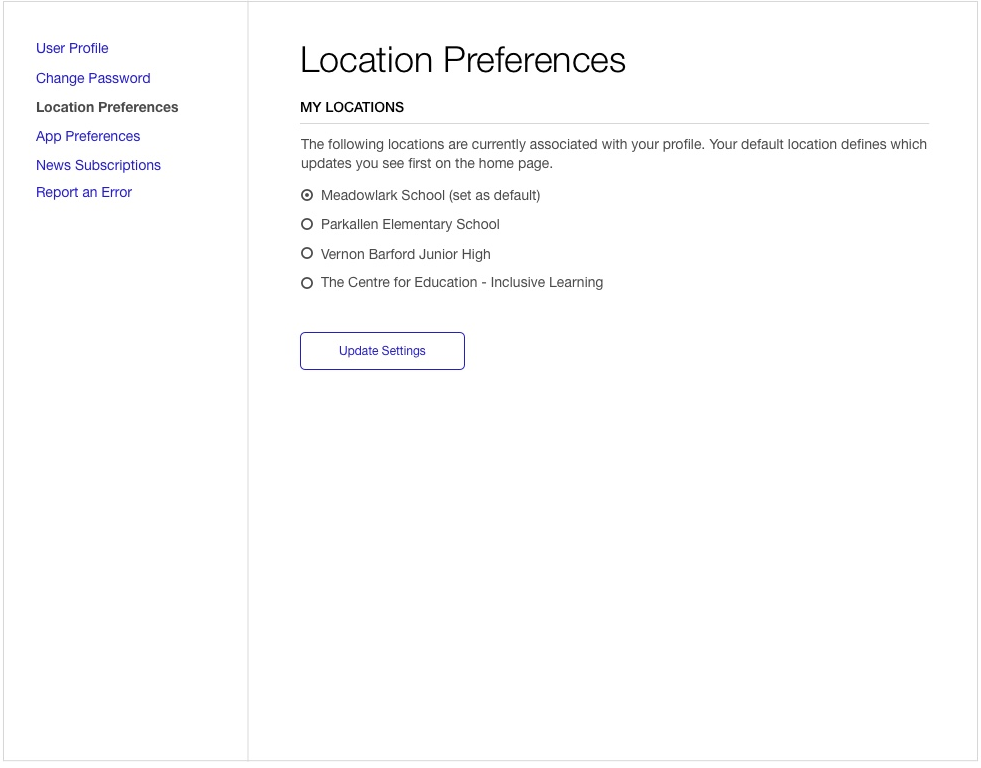 User Profile
Change Password
Location Preferences
App Preferences
News Subscriptions
Report an Error
Location Preferences
MY LOCATIONS
The following locations are currently associated with your profile. Your default location defines which
updates you see first on the home page.
Meadowlark School (set as default)
Parkallen Elementary School
Vernon Barford Junior High
The Centre for Education - Inclusive Learning
Update Settings